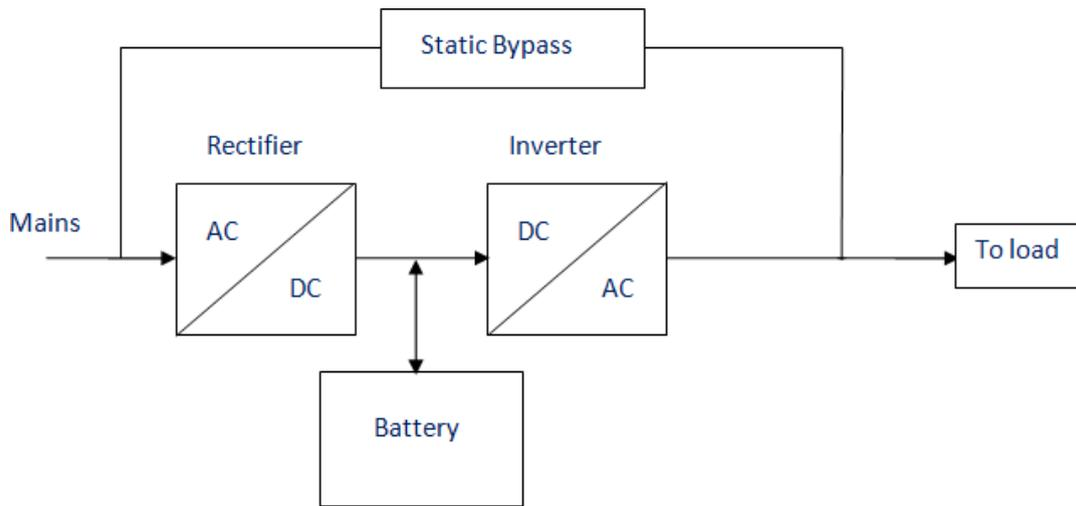 Static Bypass
Rectifier
Inverter
Mains
AC
DC
DC
AC
To load
Battery